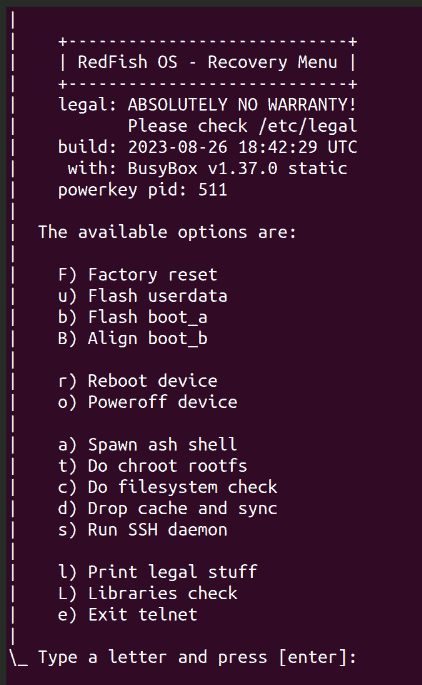 |
|    +----------------------------+
|    | RedFish OS - Recovery Menu |
|    +----------------------------+
|    legal: ABSOLUTELY NO WARRANTY!
|           Please check /etc/legal
|    build: 2023-08-26 18:42:29 UTC
|     with: BusyBox v1.37.0 static
|    powerkey pid: 511
|
|  The available options are:
|
|    F) Factory reset
|    u) Flash userdata
|    b) Flash boot_a
|    B) Align boot_b
|
|    r) Reboot device
|    o) Poweroff device
|
|    a) Spawn ash shell
|    t) Do chroot rootfs
|    c) Do filesystem check
|    d) Drop cache and sync
|    s) Run SSH daemon
|
|    l) Print legal stuff
|    L) Libraries check
|    e) Exit telnet
|
\_ Type a letter and press [enter]: